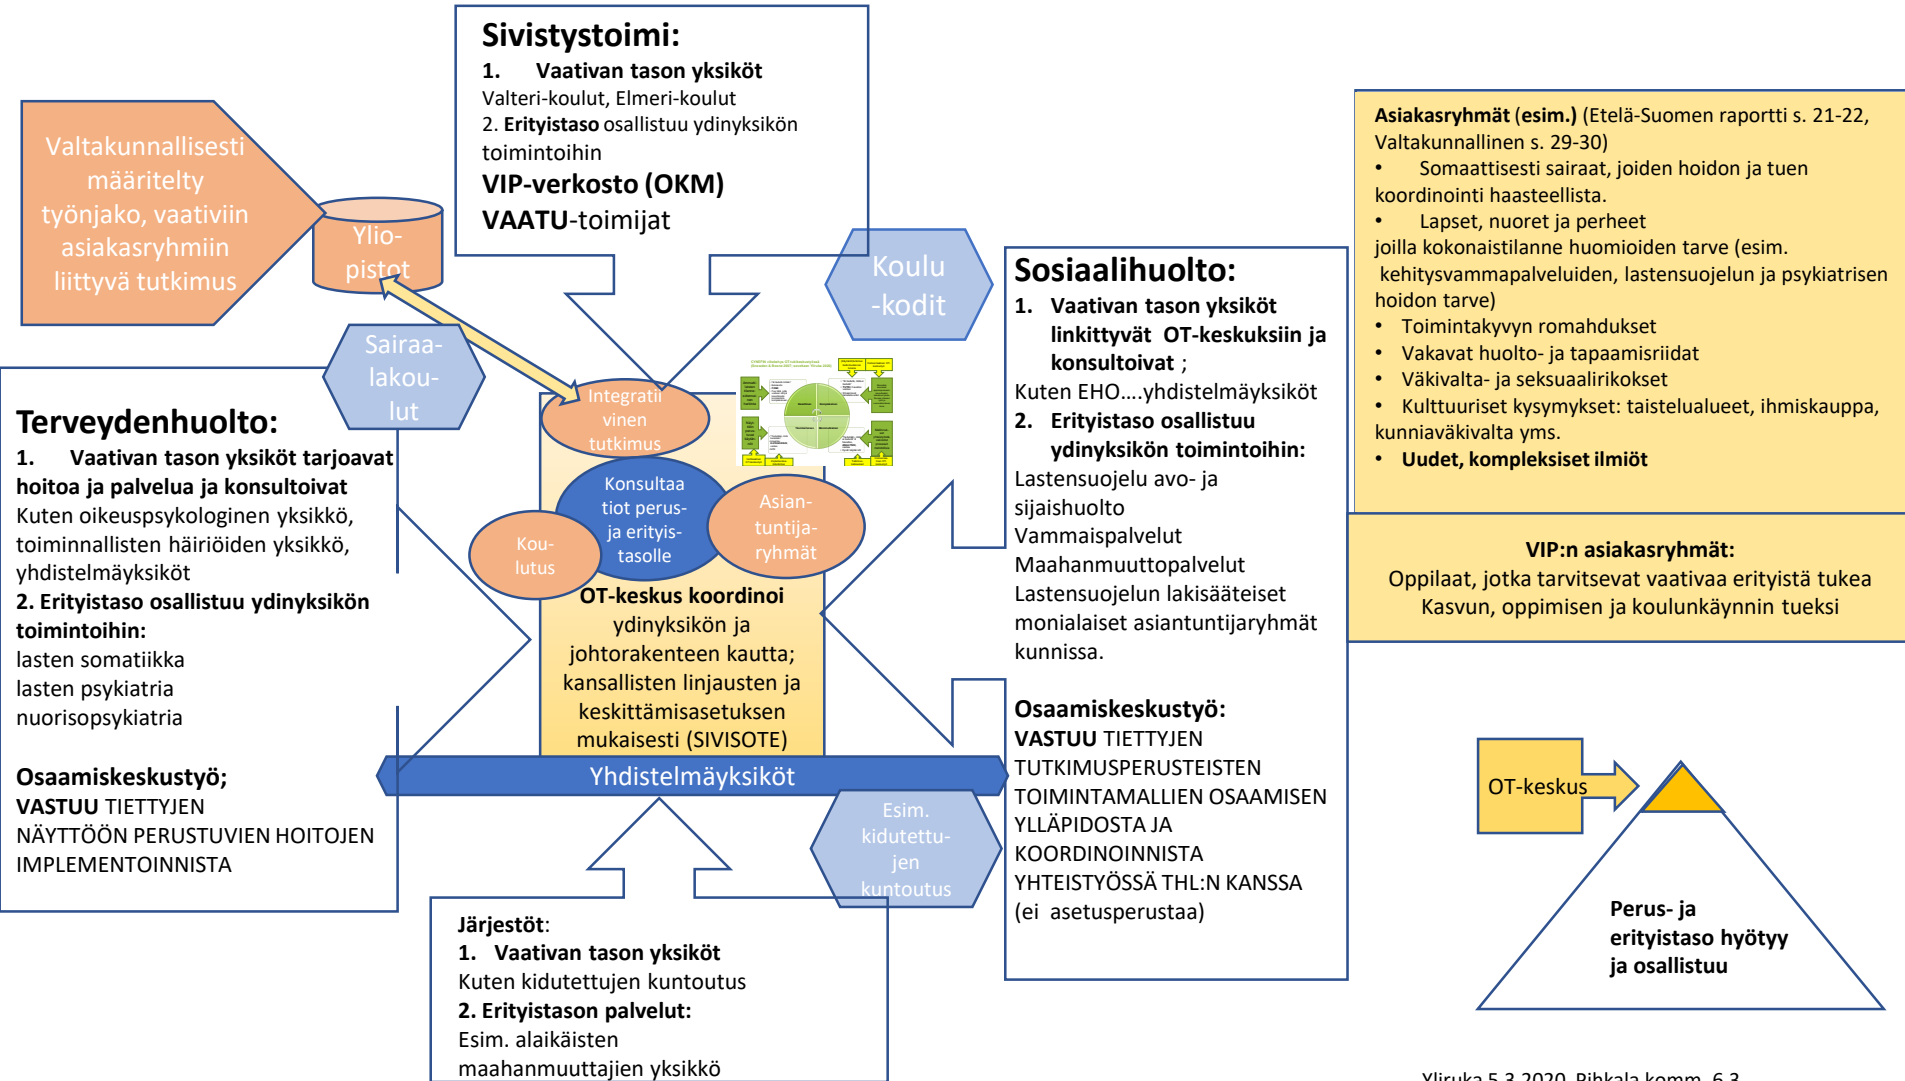 Sivistystoimi:
1. Vaativan tason yksiköt
Valteri-koulut, Elmeri-koulut
2. Erityistaso osallistuu ydinyksikön
toimintoihin
VIP-verkosto (OKM)
VAATU-toimijat
Valtakunnallisesti
määritelty
työnjako, vaativiin
asiakasryhmiin
liittyvä tutkimus
Ylio-
pistot
Koulu
-kodit
Sairaa-
lakou-
lut
Terveydenhuolto:
1. Vaativan tason yksiköt tarjoavat
hoitoa ja palvelua ja konsultoivat
Kuten oikeuspsykologinen yksikkö,
toiminnallisten häiriöiden yksikkö,
yhdistelmäyksiköt
2. Erityistaso osallistuu ydinyksikön
toimintoihin:
lasten somatiikka
lasten psykiatria
nuorisopsykiatria
Osaamiskeskustyö;
VASTUU TIETTYJEN
NÄYTTÖÖN PERUSTUVIEN HOITOJEN
IMPLEMENTOINNISTA
Integratii
vinen
tutkimus
Konsultaa
tiot perus-
ja erityis-
tasolle
Asian-
tuntija-
ryhmät
Kou-
lutus
OT-keskus koordinoi
ydinyksikön ja
johtorakenteen kautta;
kansallisten linjausten ja
keskittämisasetuksen
mukaisesti (SIVISOTE)
Yhdistelmäyksiköt
Esim.
kidutettu-
jen
kuntoutus
Järjestöt:
1. Vaativan tason yksiköt
Kuten kidutettujen kuntoutus
2. Erityistason palvelut:
Esim. alaikäisten
maahanmuuttajien yksikkö
Sosiaalihuolto:
1. Vaativan tason yksiköt
linkittyvät OT-keskuksiin ja
konsultoivat ;
Kuten EHO....yhdistelmäyksiköt
2. Erityistaso osallistuu
ydinyksikön toimintoihin:
Lastensuojelu avo- ja
sijaishuolto
Vammaispalvelut
Maahanmuuttopalvelut
Lastensuojelun lakisääteiset
monialaiset asiantuntijaryhmät
kunnissa.
Osaamiskeskustyö:
VASTUU TIETTYJEN
TUTKIMUSPERUSTEISTEN
TOIMINTAMALLIEN OSAAMISEN
YLLÄPIDOSTA JA
KOORDINOINNISTA
YHTEISTYÖSSÄ THL:N KANSSA
(ei asetusperustaa)
Asiakasryhmät (esim.) (Etelä-Suomen raportti s. 21-22,
Valtakunnallinen s. 29-30)
• Somaattisesti sairaat, joiden hoidon ja tuen
koordinointi haasteellista.
• Lapset, nuoret ja perheet
joilla kokonaistilanne huomioiden tarve (esim.
kehitysvammapalveluiden, lastensuojelun ja psykiatrisen
hoidon tarve)
• Toimintakyvyn romahdukset
• Vakavat huolto- ja tapaamisriidat
• Väkivalta- ja seksuaalirikokset
• Kulttuuriset kysymykset: taistelualueet, ihmiskauppa,
kunniaväkivalta yms.
• Uudet, kompleksiset ilmiöt
VIP:n asiakasryhmät:
Oppilaat, jotka tarvitsevat vaativaa erityistä tukea
Kasvun, oppimisen ja koulunkäynnin tueksi
OT-keskus
Perus- ja
erityistaso hyötyy
ja osallistuu
Yliruka 5.3.2020, Pihkala komm. 6.3.